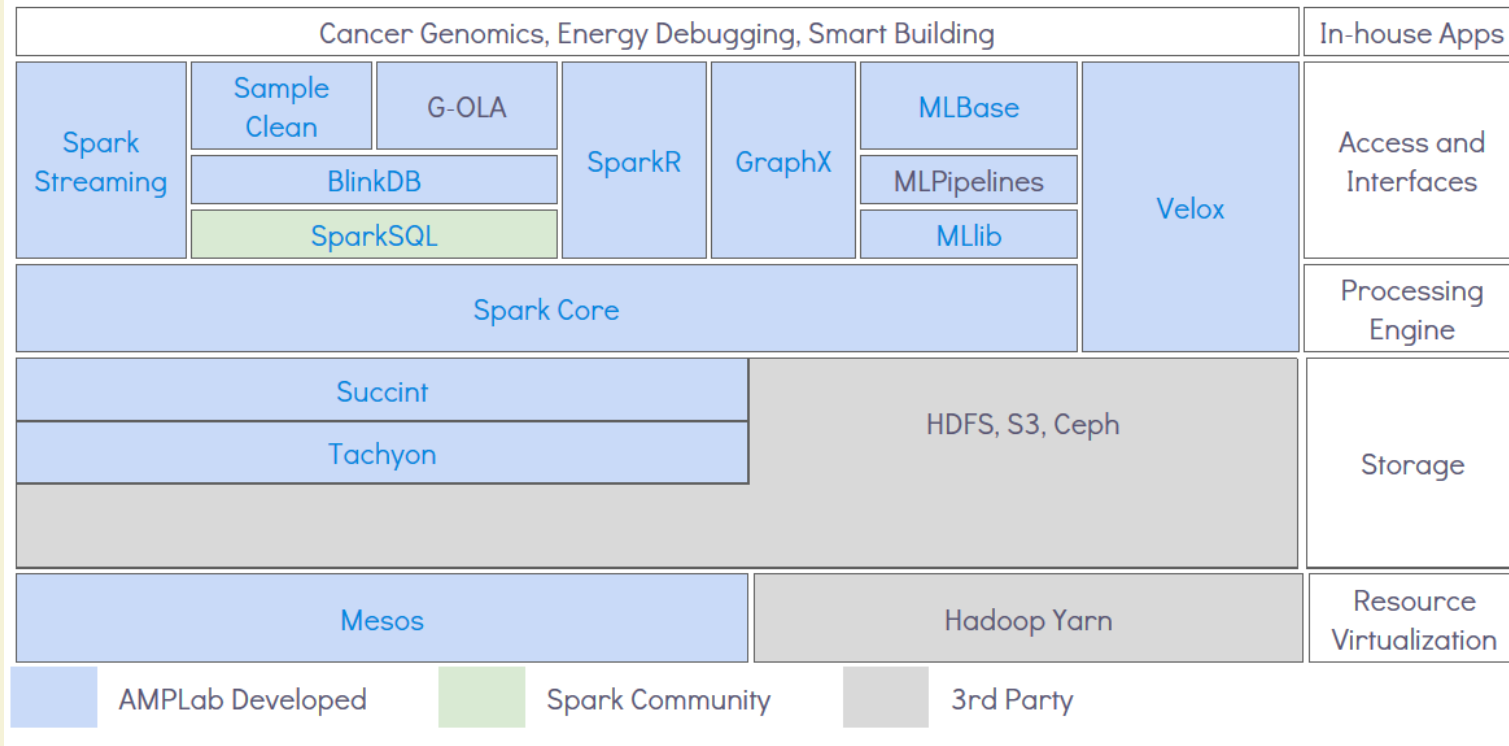 Cancer Genomics, Energy Debugging, Smart Building
In-house Apps
Spark
Streaming
Sample
Clean
G-OLA
BlinkDB
SparkSQL
SparkR
GraphX
MLBase
MLPipelines
MLlib
Velox
Access and
Interfaces
Spark Core
Processing
Engine
Succint
Tachyon
HDFS, S3, Ceph
Storage
Mesos
Hadoop Yarn
Resource
Virtualization
AMPLab Developed
Spark Community
3rd Party